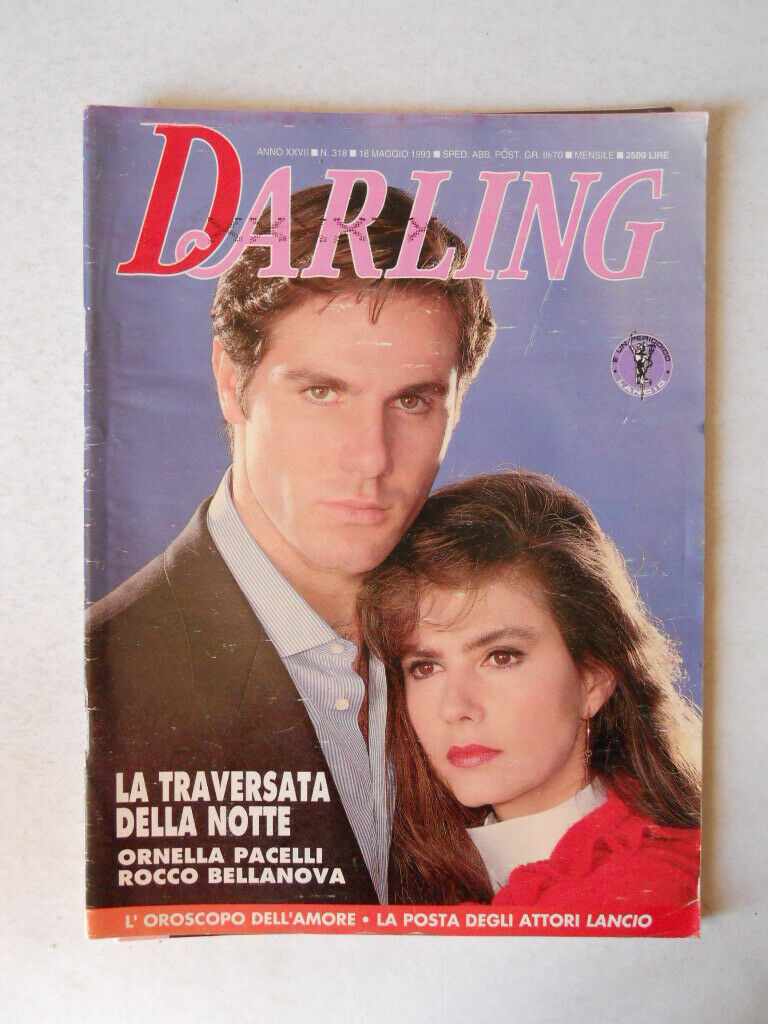 ANNO XXVII ■ N. 318 ■ 18 MAGGIO 1993 ■ SPED. ABB. POST. GR. III/70 ■ MENSILE ■ 2500 LIRE
DARLING
È UN PERIODICO
LANCIO
LA TRAVERSATA
DELLA NOTTE
ORNELLA PACELLI
ROCCO BELLANOVA
L' OROSCOPO DELL'AMORE • LA POSTA DEGLI ATTORI LANCIO